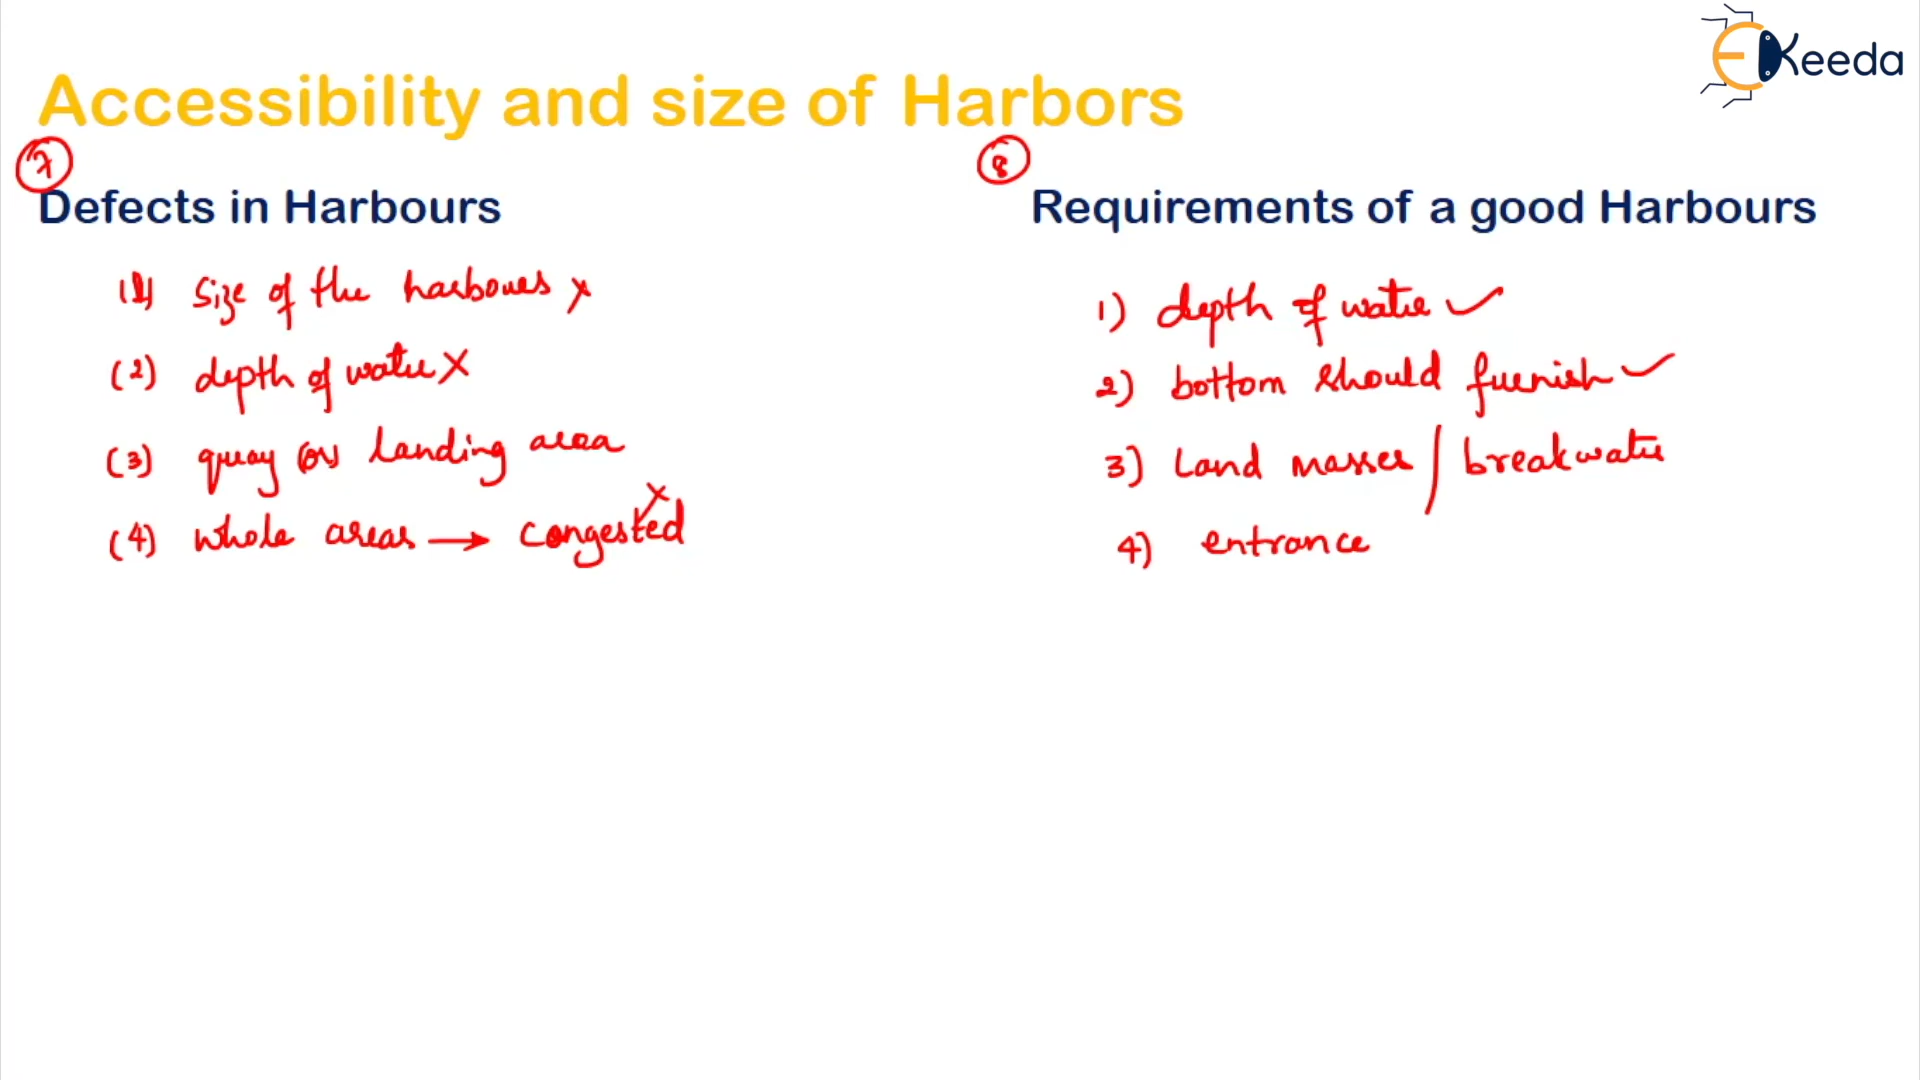 EKeeda
Accessibility and size of Harbors
7
Defects in Harbours
(1) size of the harbours x
(2) depth of water x
(3) quay (or) landing area
(4) whole areas → congested x
8
Requirements of a good Harbours
1) depth of water ✓
2) bottom should furnish ✓
3) Land masses / breakwater
4) entrance